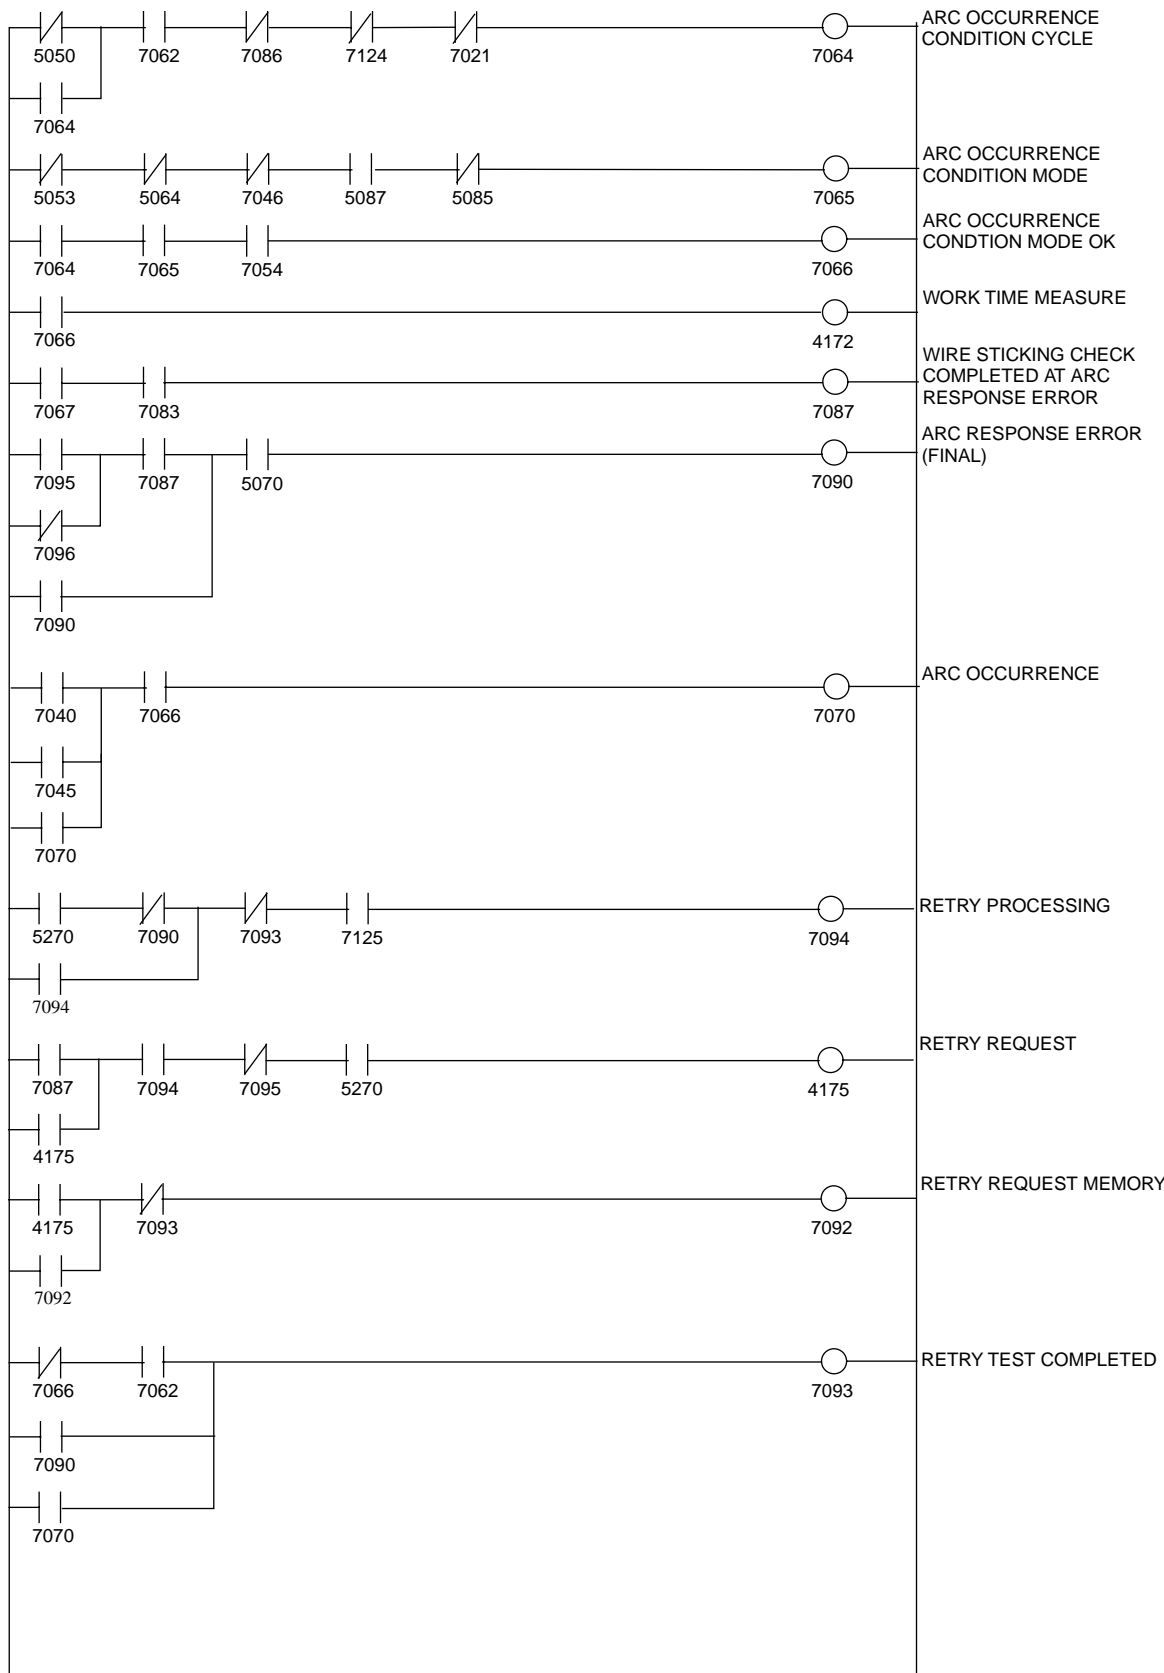 ARC OCCURRENCE
CONDITION CYCLE
5050 7062 7086 7124 7021 7064
7064
ARC OCCURRENCE
CONDITION MODE
5053 5064 7046 5087 5085 7065
ARC OCCURRENCE
CONDTION MODE OK
7064 7065 7054 7066
WORK TIME MEASURE
7066 4172
WIRE STICKING CHECK
COMPLETED AT ARC
RESPONSE ERROR
7067 7083 7087
ARC RESPONSE ERROR
(FINAL)
7095 7087 5070 7090
7096
7090
ARC OCCURRENCE
7040 7066 7070
7045
7070
RETRY PROCESSING
5270 7090 7093 7125 7094
7094
RETRY REQUEST
7087 7094 7095 5270 4175
4175
RETRY REQUEST MEMORY
4175 7093 7092
7092
RETRY TEST COMPLETED
7066 7062 7093
7090
7070